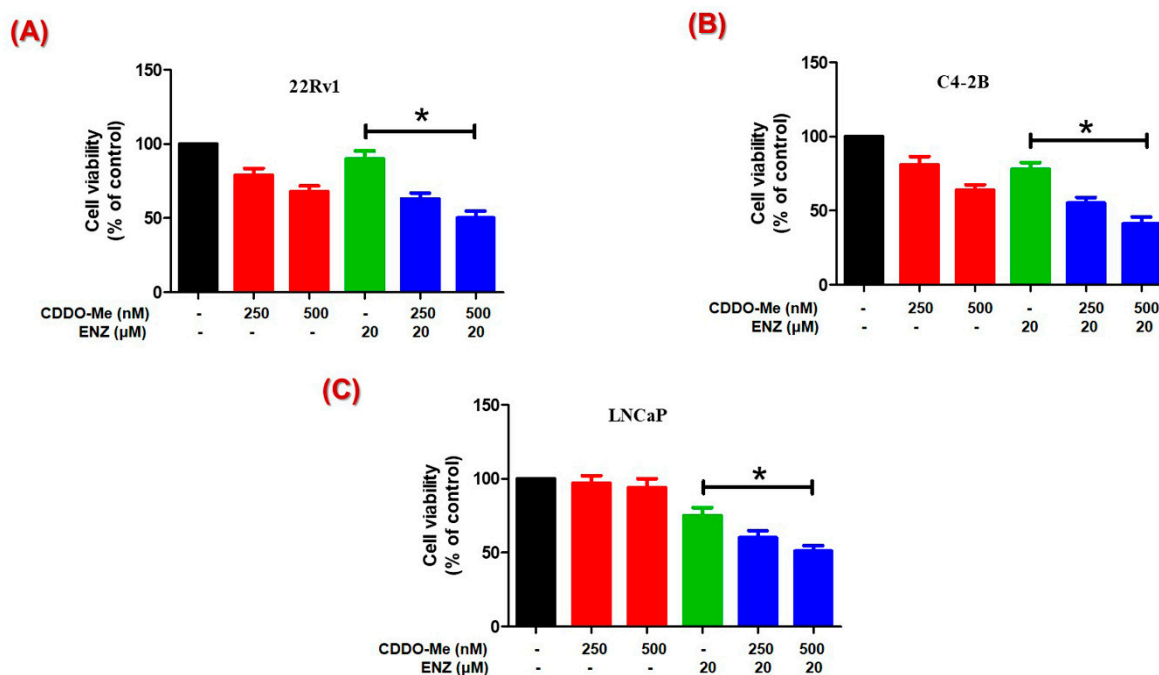 (A)
22Rv1
Cell viability
(% of control)
150
100
50
0
*
CDDO-Me (nM) - 250 500 - 250 500
ENZ (µM) - - - 20 20 20
(B)
C4-2B
Cell viability
(% of control)
150
100
50
0
*
CDDO-Me (nM) - 250 500 - 250 500
ENZ (µM) - - - 20 20 20
(C)
LNCaP
Cell viability
(% of control)
150
100
50
0
*
CDDO-Me (nM) - 250 500 - 250 500
ENZ (µM) - - - 20 20 20